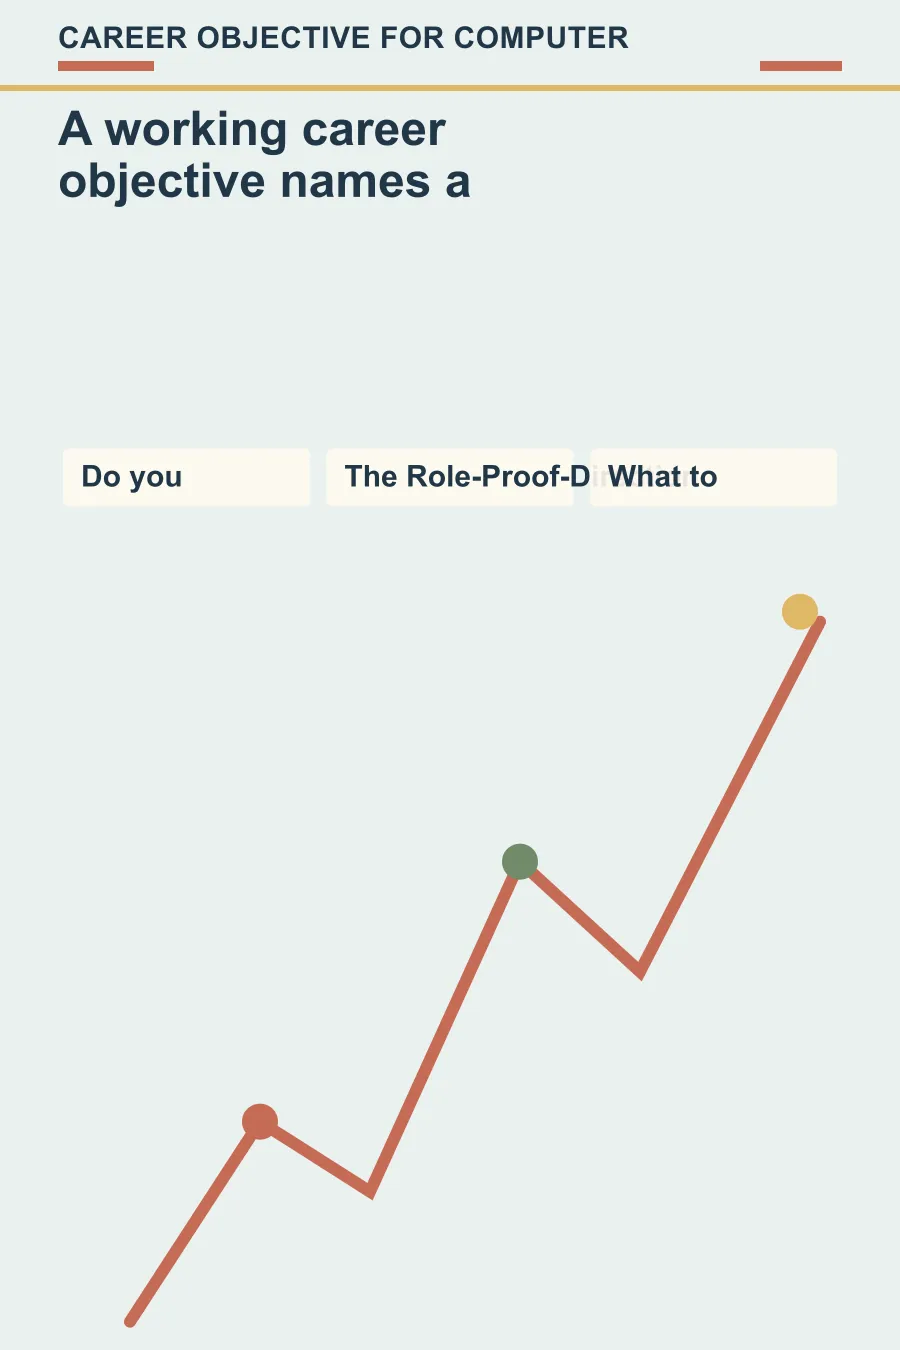 CAREER OBJECTIVE FOR COMPUTER
A working career
objective names a
Do you
The Role-Proof-D
What to